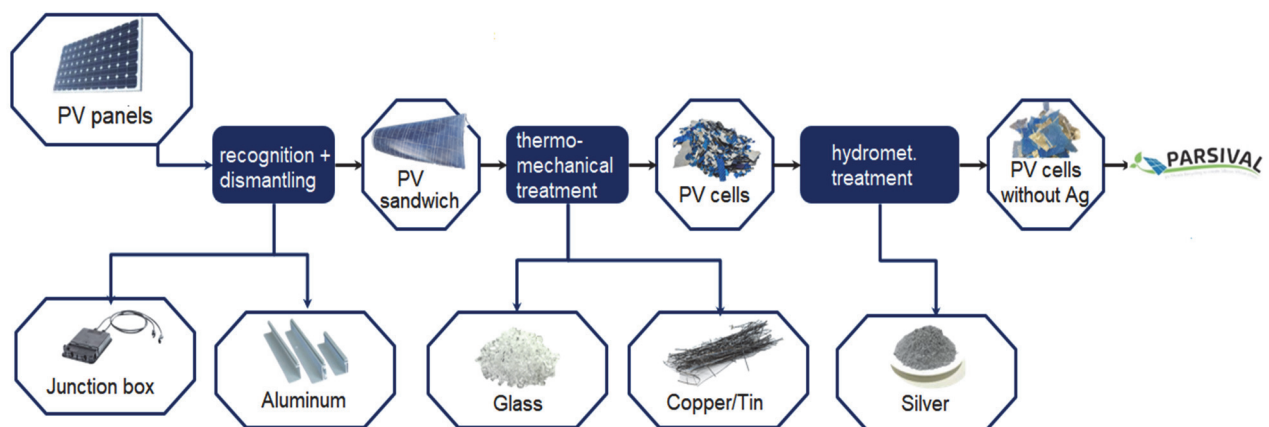 PV panels
recognition +
dismantling
PV
sandwich
thermo-
mechanical
treatment
PV cells
hydromet.
treatment
PV cells
without Ag
PARSIVAL
Junction box
Aluminum
Glass
Copper/Tin
Silver